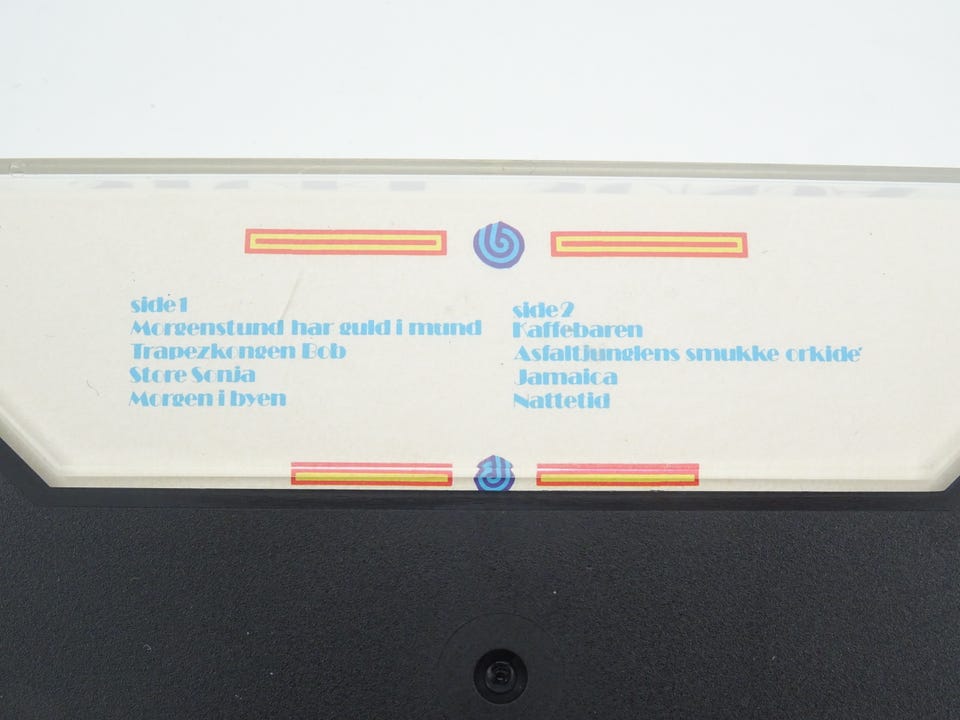 side 1
Morgenstund har guld i mund
Trapezkongen Bob
Store Sonja
Morgen i byen
side 2
Kaffebaren
Asfaltjunglens smukke orkidé
Jamaica
Nattetid